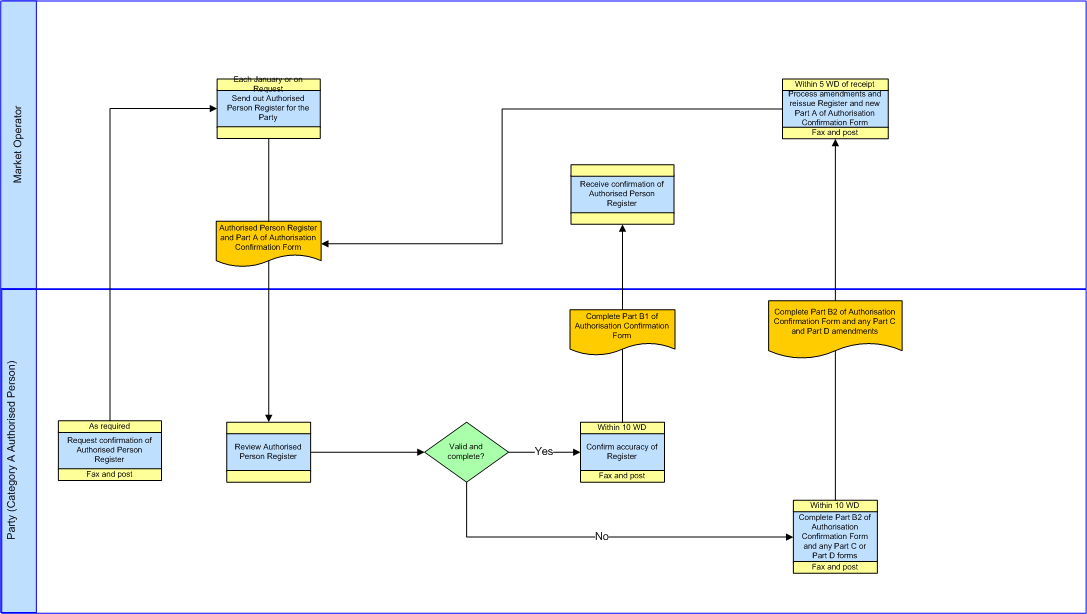 Market Operator
Each January or on
Request
Send out Authorised
Person Register for the
Party
Within 5 WD of receipt
Process amendments and
reissue Register and new
Part A of Authorisation
Confirmation Form
Fax and post
Receive confirmation of
Authorised Person
Register
Authorised Person Register
and Part A of Authorisation
Confirmation Form
Party (Category A Authorised Person)
Complete Part B1 of
Authorisation Confirmation
Form
Complete Part B2 of Authorisation
Confirmation Form and any Part C
and Part D amendments
As required
Request confirmation of
Authorised Person
Register
Fax and post
Review Authorised
Person Register
Valid and
complete?
Yes
Within 10 WD
Confirm accuracy of
Register
Fax and post
No
Within 10 WD
Complete Part B2 of
Authorisation
Confirmation Form
and any Part C or
Part D forms
Fax and post